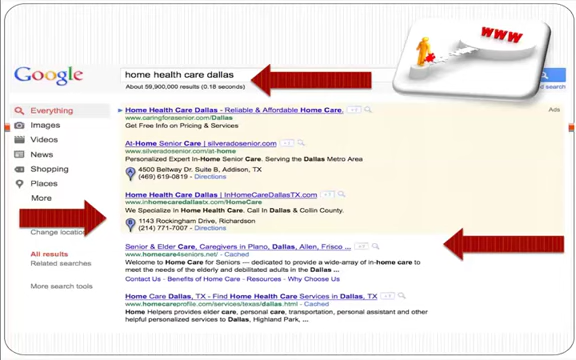 WWW
Google
home health care dallas
About 59,900,000 results (0.18 seconds)
ed search
Everything
Images
Videos
News
Shopping
Places
More
Change location
All results
Related searches
More search tools
Ads
Home Health Care Dallas - Reliable & Affordable Home Care.
www.caringforasenior.com/Dallas
Get Free Info on Pricing & Services
At-Home Senior Care | silveradosenior.com
www.silveradosenior.com/at-home
Personalized Expert In-Home Senior Care. Serving the Dallas Metro Area
A 4500 Beltway Dr. Suite B, Addison, TX
(469) 619-0819 - Directions
Home Health Care Dallas | InHomeCareDallasTX.com
www.inhomecaredallastx.com/HomeCare
We Specialize in Home Health Care. Call In Dallas & Collin County.
B 1143 Rockingham Drive, Richardson
(214) 771-7007 - Directions
Senior & Elder Care, Caregivers in Plano, Dallas, Allen, Frisco ...
www.homecare4seniors.net/ - Cached
Welcome to Home Care for Seniors — dedicated to provide a wide-range of in-home care to
meet the needs of the elderly and debilitated adults in the Dallas ...
Contact Us - Benefits of Home Care - Resources - Why Choose Us
Home Care Dallas, TX - Find Home Health Care Services in Dallas, TX
www.homecareprofile.com/services/texas/dallas.html - Cached
Home Helpers provides elder care, personal care, transportation, personal assistant and other
helpful personalized services to Dallas, Highland Park, ...